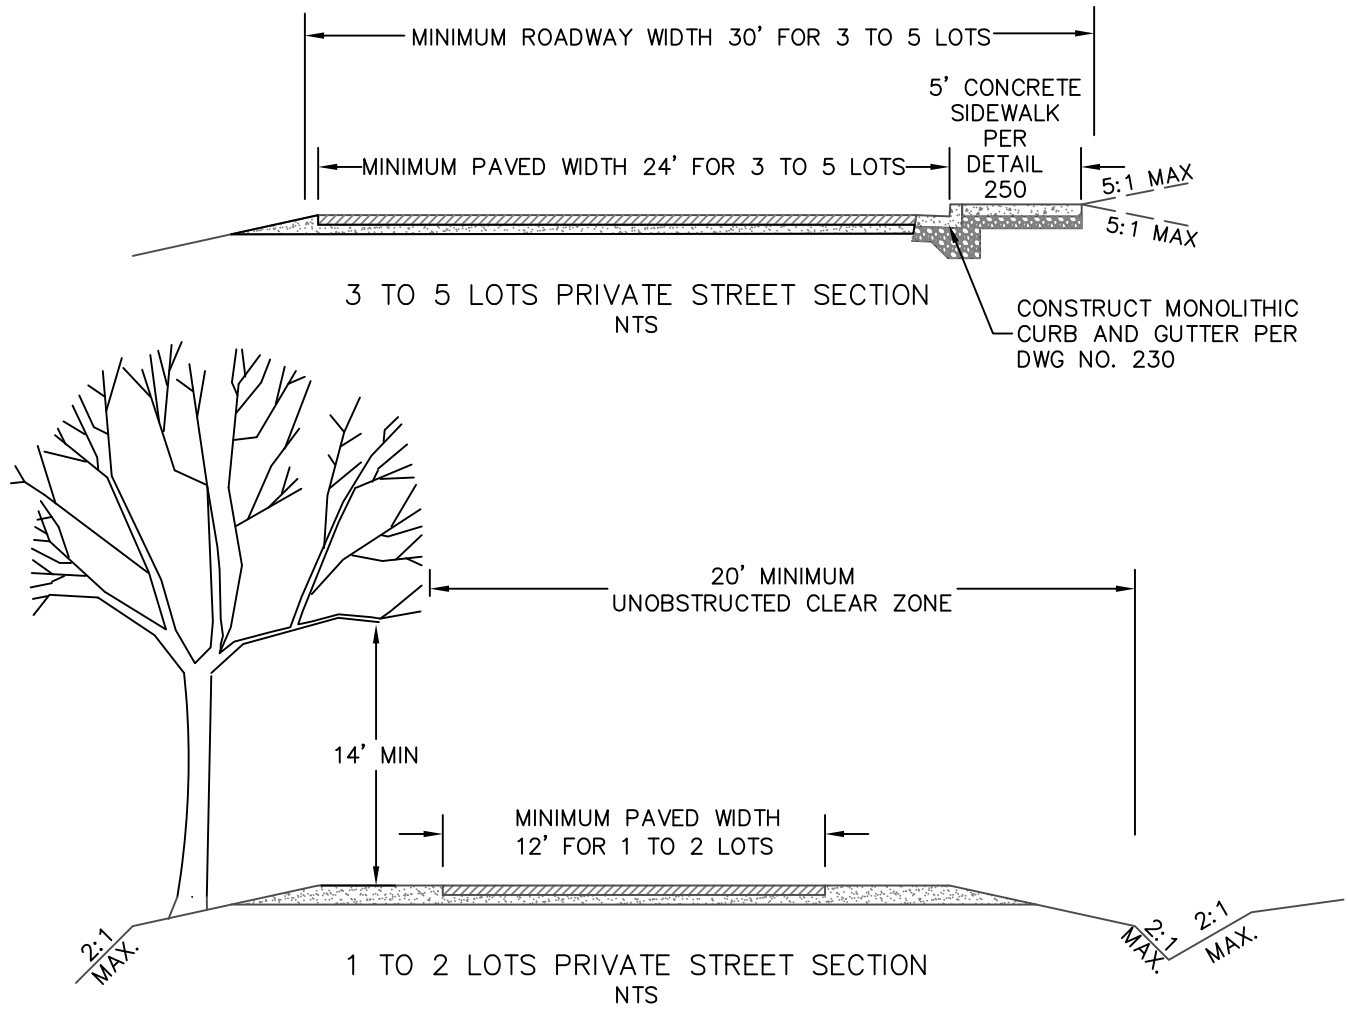 MINIMUM ROADWAY WIDTH 30' FOR 3 TO 5 LOTS
5' CONCRETE
SIDEWALK
PER
DETAIL
250
MINIMUM PAVED WIDTH 24' FOR 3 TO 5 LOTS
5:1 MAX
5:1 MAX
3 TO 5 LOTS PRIVATE STREET SECTION
NTS
CONSTRUCT MONOLITHIC
CURB AND GUTTER PER
DWG NO. 230
20' MINIMUM
UNOBSTRUCTED CLEAR ZONE
14' MIN
MINIMUM PAVED WIDTH
12' FOR 1 TO 2 LOTS
2:1
MAX.
2:1
MAX.
2:1
MAX.
1 TO 2 LOTS PRIVATE STREET SECTION
NTS